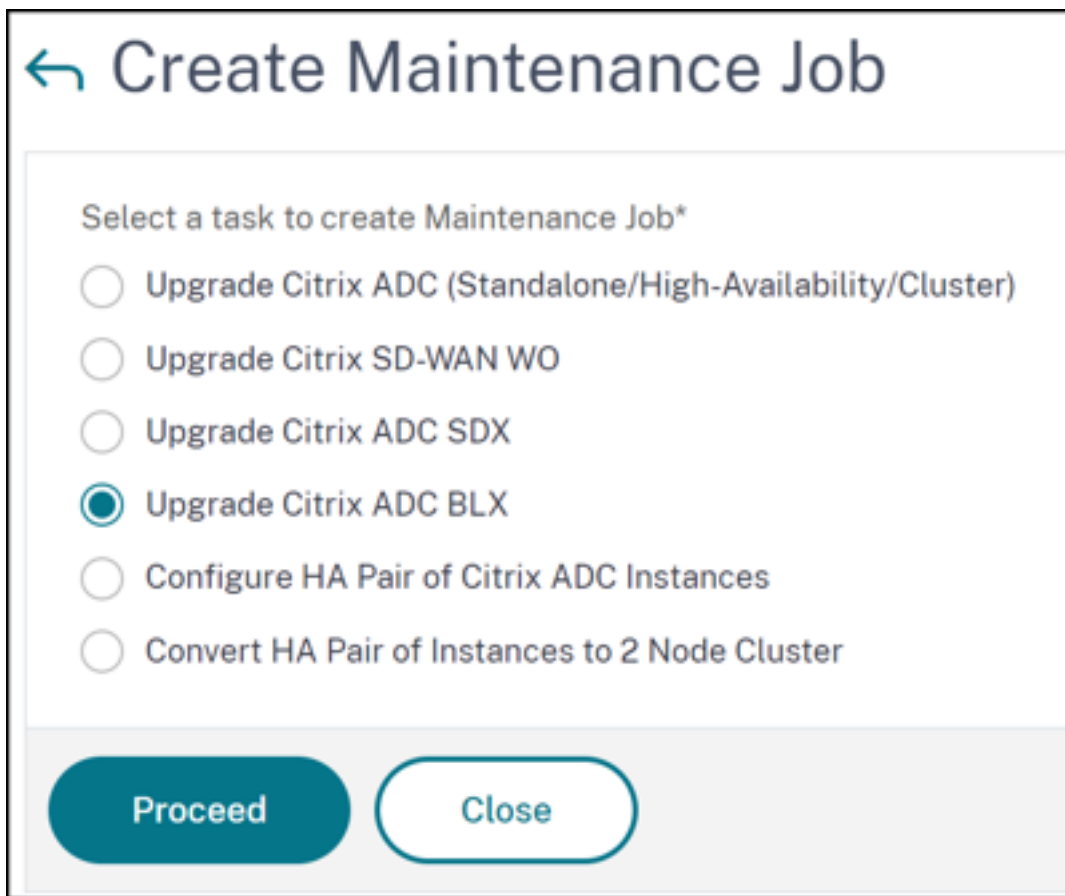 Create Maintenance Job
Select a task to create Maintenance Job*
Upgrade Citrix ADC (Standalone/High-Availability/Cluster)
Upgrade Citrix SD-WAN WO
Upgrade Citrix ADC SDX
Upgrade Citrix ADC BLX
Configure HA Pair of Citrix ADC Instances
Convert HA Pair of Instances to 2 Node Cluster
Proceed Close